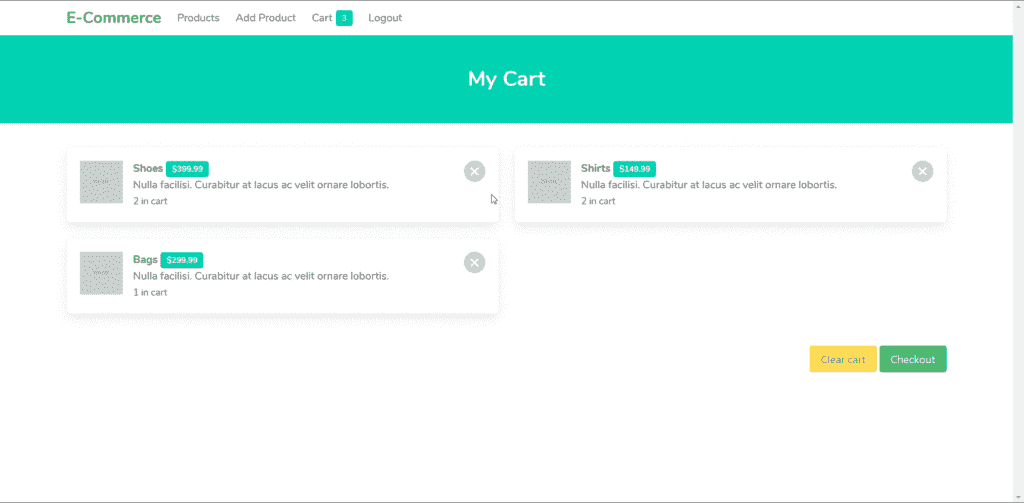 E-Commerce Products Add Product Cart 3 Logout
My Cart
Shoes $399.99
Nulla facilisi. Curabitur at lacus ac velit ornare lobortis.
2 in cart
Shirts $149.99
Nulla facilisi. Curabitur at lacus ac velit ornare lobortis.
2 in cart
Bags $299.99
Nulla facilisi. Curabitur at lacus ac velit ornare lobortis.
1 in cart
Clear cart Checkout